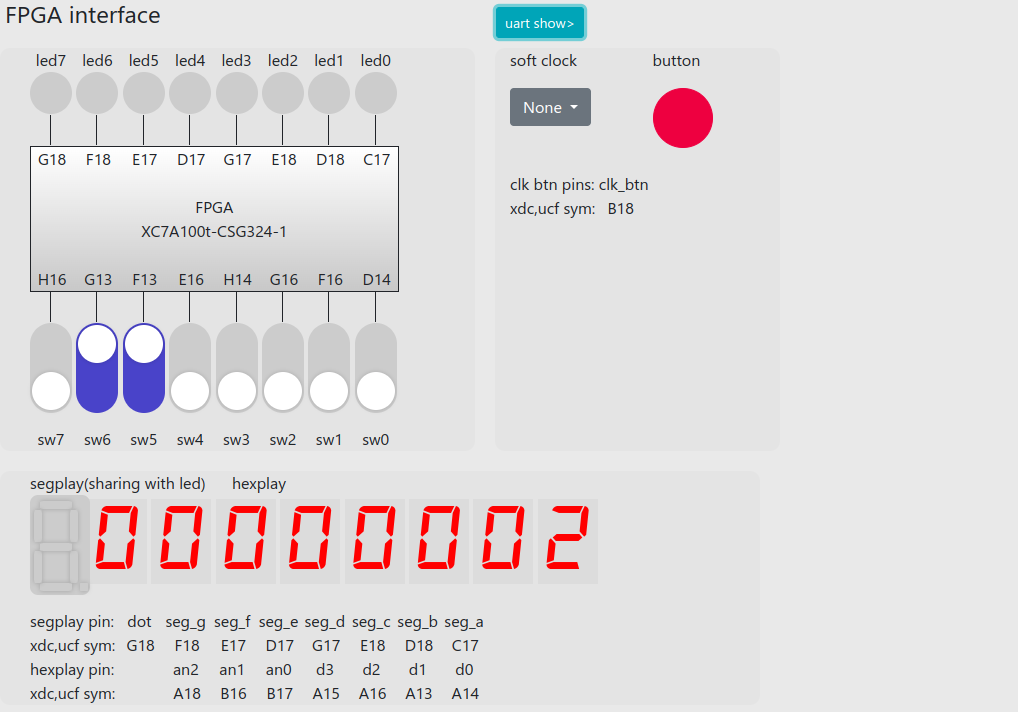 FPGA interface
uart show>
led7 led6 led5 led4 led3 led2 led1 led0
soft clock button
None
G18 F18 E17 D17 G17 E18 D18 C17
FPGA
XC7A100t-CSG324-1
clk btn pins: clk_btn
xdc,ucf sym: B18
H16 G13 F13 E16 H14 G16 F16 D14
sw7 sw6 sw5 sw4 sw3 sw2 sw1 sw0
segplay(sharing with led) hexplay
00000002
segplay pin: dot seg_g seg_f seg_e seg_d seg_c seg_b seg_a
xdc,ucf sym: G18 F18 E17 D17 G17 E18 D18 C17
hexplay pin: an2 an1 an0 d3 d2 d1 d0
xdc,ucf sym: A18 B16 B17 A15 A16 A13 A14